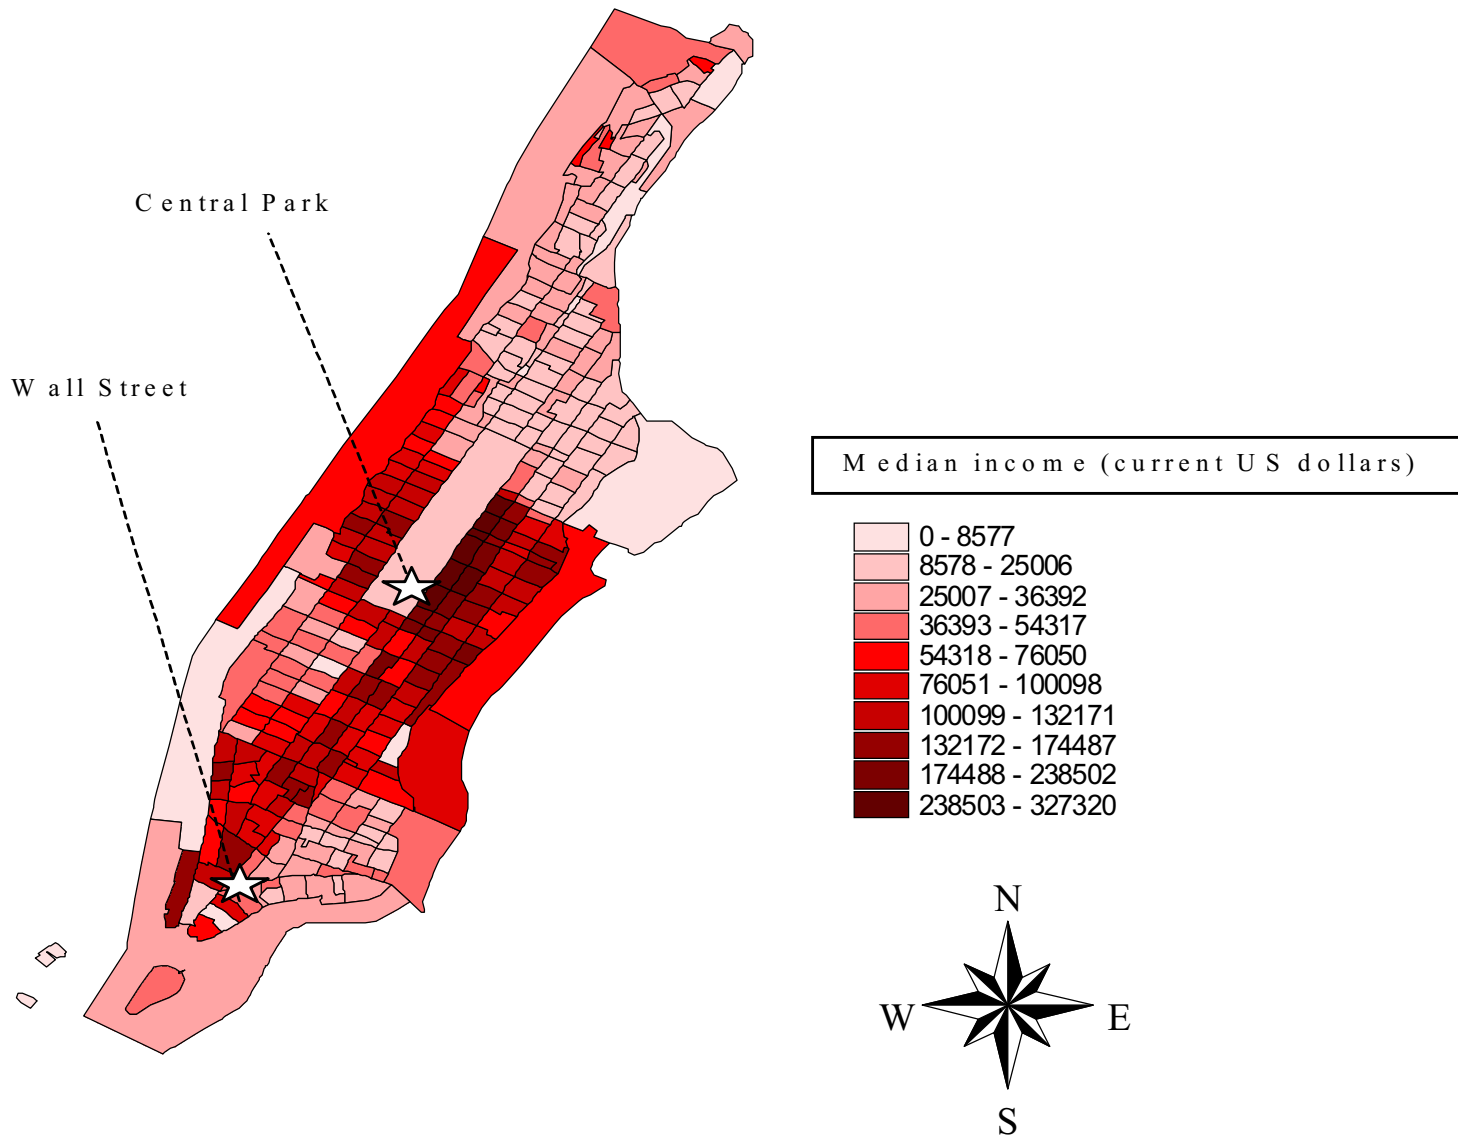 Central Park
Wall Street
Median income (current US dollars)
0 - 8577
8578 - 25006
25007 - 36392
36393 - 54317
54318 - 76050
76051 - 100098
100099 - 132171
132172 - 174487
174488 - 238502
238503 - 327320
N
W E
S